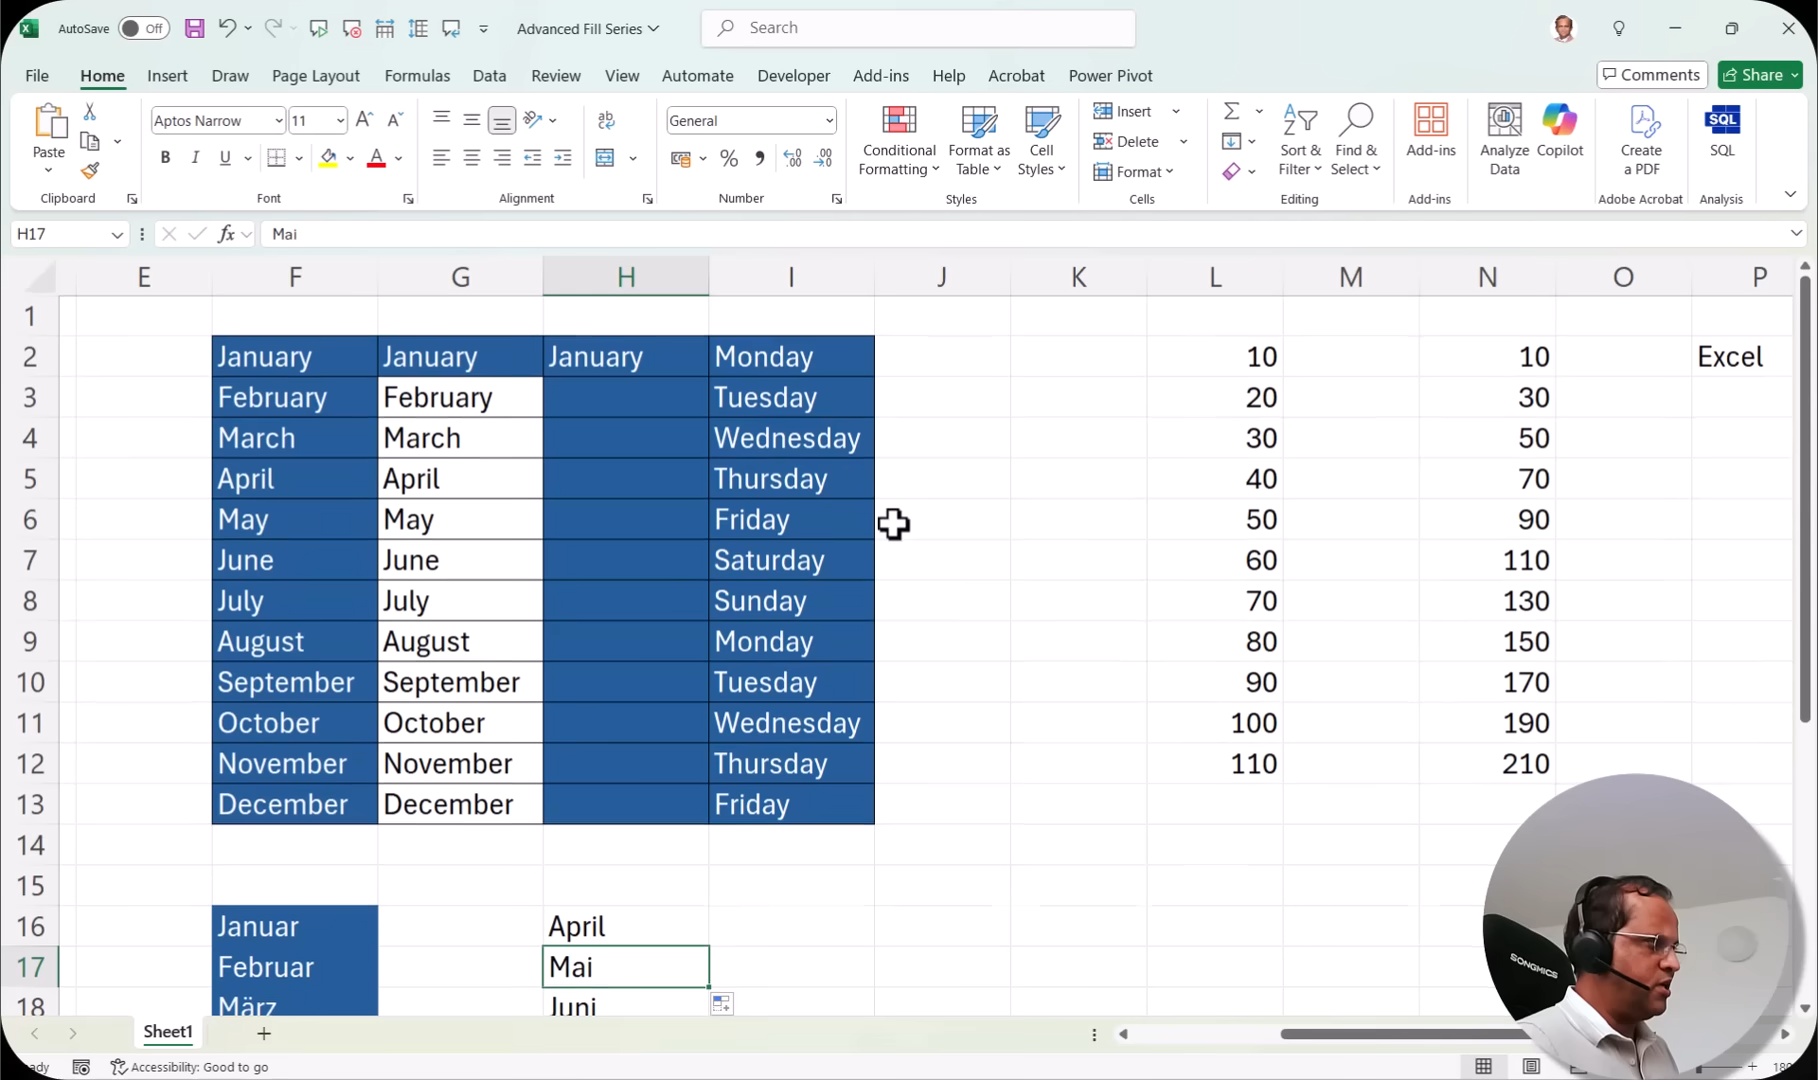 AutoSave Off Advanced Fill Series Search
File Home Insert Draw Page Layout Formulas Data Review View Automate Developer Add-ins Help Acrobat Power Pivot Comments Share
Aptos Narrow 11 General Insert
Paste B I U Conditional Formatting Format as Table Cell Styles Delete Format Sort & Filter Find & Select Add-ins Analyze Data Copilot Create a PDF SQL SQL
Clipboard Font Alignment Number Styles Cells Editing Add-ins Adobe Acrobat Analysis
H17 fx Mai
E F G H I J K L M N O P
1
2 January January January Monday 10 10 Excel
3 February February Tuesday 20 30
4 March March Wednesday 30 50
5 April April Thursday 40 70
6 May May Friday 50 90
7 June June Saturday 60 110
8 July July Sunday 70 130
9 August August Monday 80 150
10 September September Tuesday 90 170
11 October October Wednesday 100 190
12 November November Thursday 110 210
13 December December Friday
14
15
16 Januar April
17 Februar Mai
18 März Juni
SONGMICS
Sheet1
Accessibility: Good to go